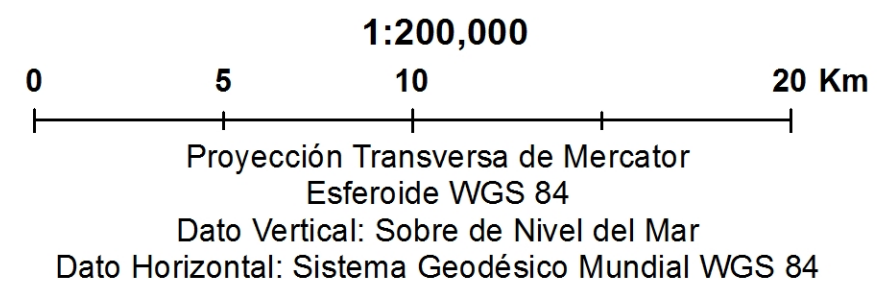 1:200,000
0 5 10 20 Km
Proyección Transversa de Mercator
Esferoide WGS 84
Dato Vertical: Sobre de Nivel del Mar
Dato Horizontal: Sistema Geodésico Mundial WGS 84